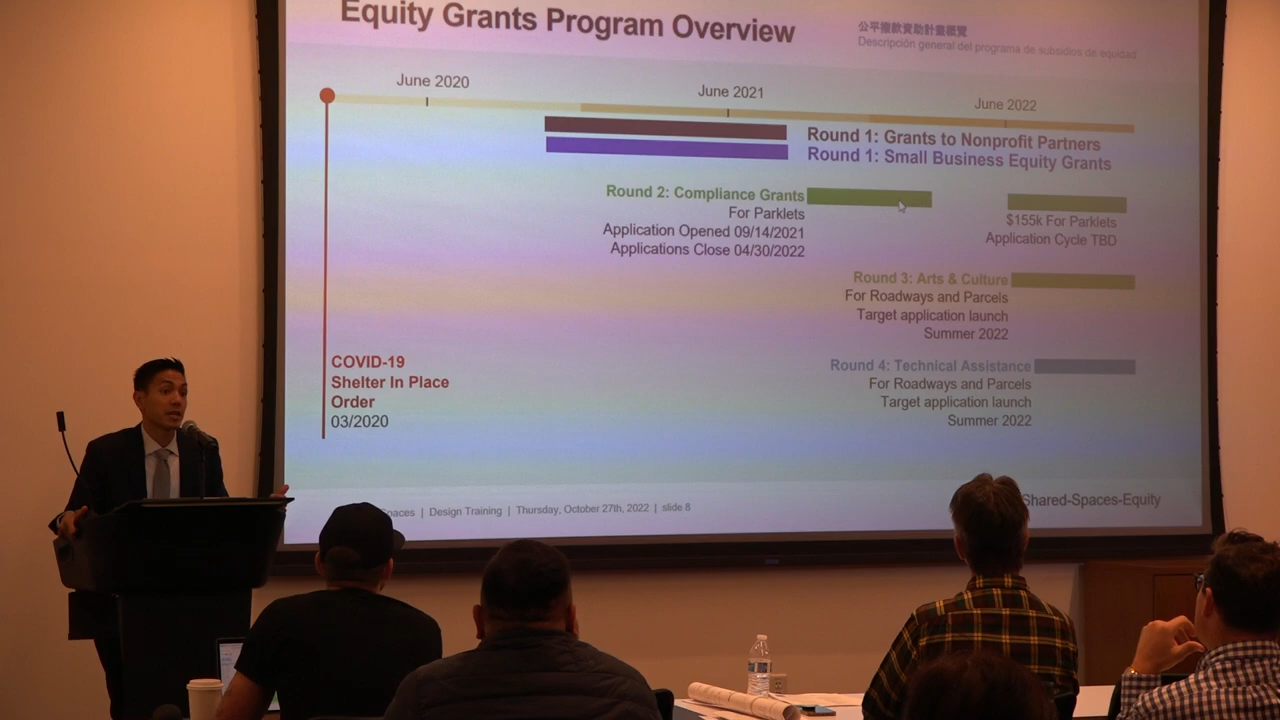 Equity Grants Program Overview
公平撥款資助計畫概覽
Descripción general del programa de subsidios de equidad
June 2020
June 2021
June 2022
Round 1: Grants to Nonprofit Partners
Round 1: Small Business Equity Grants
Round 2: Compliance Grants
For Parklets
Application Opened 09/14/2021
Applications Close 04/30/2022
$155k For Parklets
Application Cycle TBD
Round 3: Arts & Culture
For Roadways and Parcels
Target application launch
Summer 2022
Round 4: Technical Assistance
For Roadways and Parcels
Target application launch
Summer 2022
COVID-19
Shelter In Place
Order
03/2020
paces | Design Training | Thursday, October 27th, 2022 | slide 8
Shared-Spaces-Equity